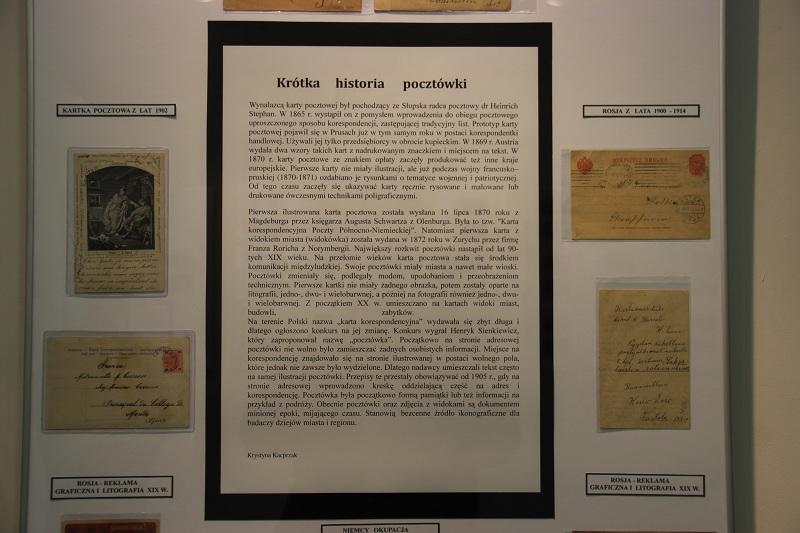 Krótka historia pocztówki
Wynalazcą karty pocztowej był pochodzący ze Słupska radca pocztowy dr Heinrich
Stephan. W 1865 r. wystąpił on z pomysłem wprowadzenia do obiegu pocztowego
uproszczonego sposobu korespondencji, zastępującej tradycyjny list. Prototyp karty
pocztowej pojawił się w Prusach już w tym samym roku w postaci korespondentki
handlowej. Używali jej tylko przedsiębiorcy w obrocie kupieckim. W 1869 r. Austria
wydała dwa wzory takich kart z nadrukowanym znaczkiem i miejscem na tekst. W
1870 r. karty pocztowe ze znakiem opłaty zaczęły produkować też inne kraje
europejskie. Pierwsze karty nie miały ilustracji, ale już podczas wojny francusko-
pruskiej (1870-1871) ozdabiano je rysunkami o tematyce wojennej i patriotycznej.
Od tego czasu zaczęły się ukazywać karty ręcznie rysowane i malowane lub
drukowane ówczesnymi technikami poligraficznymi.
Pierwsza ilustrowana karta pocztowa została wysłana 16 lipca 1870 roku z
Magdeburga przez księgarza Augusta Schwartza z Olenburga. Była to tzw. "Karta
korespondencyjna Poczty Północno-Niemieckiej". Natomiast pierwsza karta z
widokiem miasta (widokówka) została wydana w 1872 roku w Zurychu przez firmę
Franza Roricha z Norymbergii. Największy rozkwit pocztówki nastąpił od lat 90-
tych XIX wieku. Na przełomie wieków karta pocztowa stała się środkiem
komunikacji międzyludzkiej. Swoje pocztówki miały miasta a nawet małe wioski.
Pocztówki zmieniały się, podlegały modom, upodobaniom i przeobrażeniom
technicznym. Pierwsze kartki nie miały żadnego obrazka, potem zostały oparte na
litografii, jedno-, dwu- i wielobarwnej, a później na fotografii również jedno-, dwu-
i wielobarwnej. Z początkiem XX w. umieszczano na kartach widoki miast,
budowli, zabytków.
Na terenie Polski nazwa „karta korespondencyjna" wydawała się zbyt długa i
dlatego ogłoszono konkurs na jej zmianę. Konkurs wygrał Henryk Sienkiewicz,
który zaproponował nazwę „pocztówka". Początkowo na stronie adresowej
pocztówki nie wolno było zamieszczać żadnych osobistych informacji. Miejsce na
korespondencję znajdowało się na stronie ilustrowanej w postaci wolnego pola,
które jednak nie zawsze było wydzielone. Dlatego nadawcy umieszczali tekst często
na samej ilustracji pocztówki. Przepisy te przestały obowiązywać od 1905 r., gdy na
stronie adresowej wprowadzono kreskę oddzielającą część na adres i
korespondencję. Pocztówka była początkowo formą pamiątki lub też informacji na
przykład z podróży. Obecnie pocztówki oraz zdjęcia z widokami są dokumentem
minionej epoki, mijającego czasu. Stanowią bezcenne źródło ikonograficzne dla
badaczy dziejów miasta i regionu.
Krystyna Kacprzak
KARTKA POCZTOWA Z LAT 1902
ROSJA - REKLAMA
GRAFICZNA I LITOGRAFIA XIX W.
ROSJA Z LATA 1900 - 1914
ROSJA - REKLAMA
GRAFICZNA I LITOGRAFIA XIX W.
NIEMCY OKUPACJA